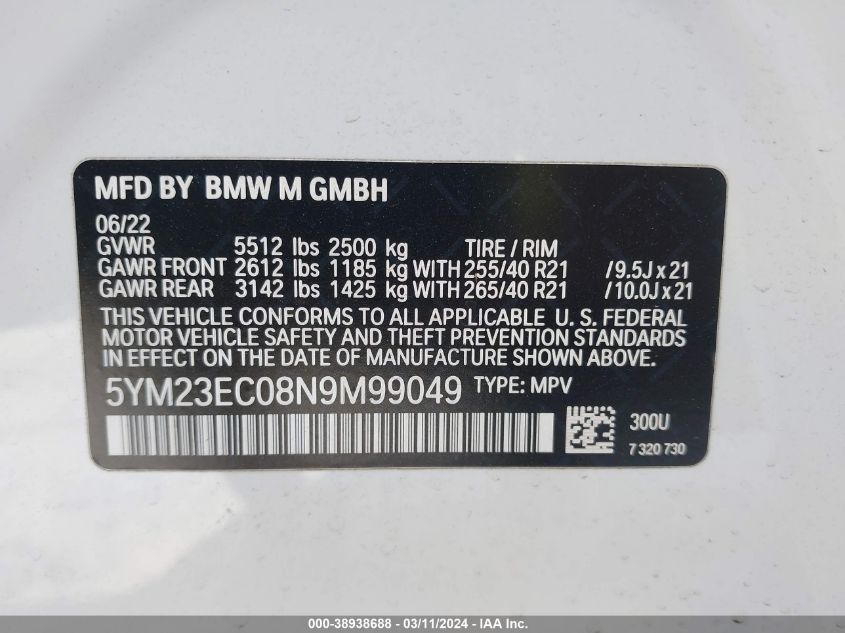 MFD BY BMW M GMBH
06/22
GVWR 5512 lbs 2500 kg TIRE / RIM
GAWR FRONT 2612 lbs 1185 kg WITH 255/40 R21 /9.5J x 21
GAWR REAR 3142 lbs 1425 kg WITH 265/40 R21 /10.0J x 21
THIS VEHICLE CONFORMS TO ALL APPLICABLE U. S. FEDERAL
MOTOR VEHICLE SAFETY AND THEFT PREVENTION STANDARDS
IN EFFECT ON THE DATE OF MANUFACTURE SHOWN ABOVE.
5YM23EC08N9M99049 TYPE: MPV
300U
7 320 730
000-38938688 - 03/11/2024 - IAA Inc.